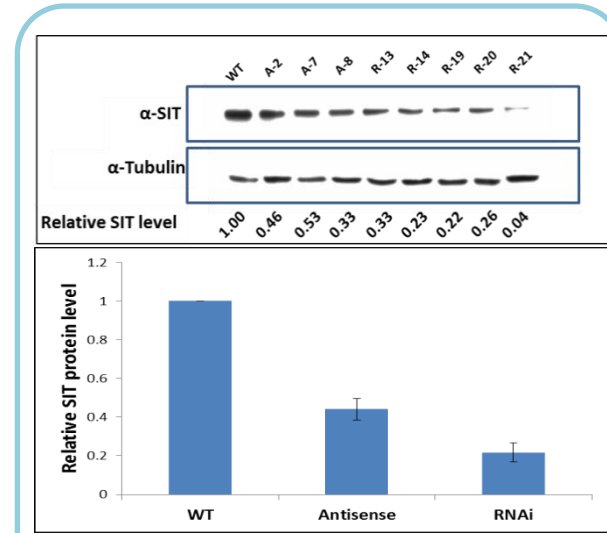 WT A-2 A-7 A-8 R-13 R-14 R-19 R-20 R-21
α-SIT
α-Tubulin
Relative SIT level 1.00 0.46 0.53 0.33 0.33 0.23 0.22 0.26 0.04
Relative SIT protein level
1.2
1
0.8
0.6
0.4
0.2
0
WT Antisense RNAi